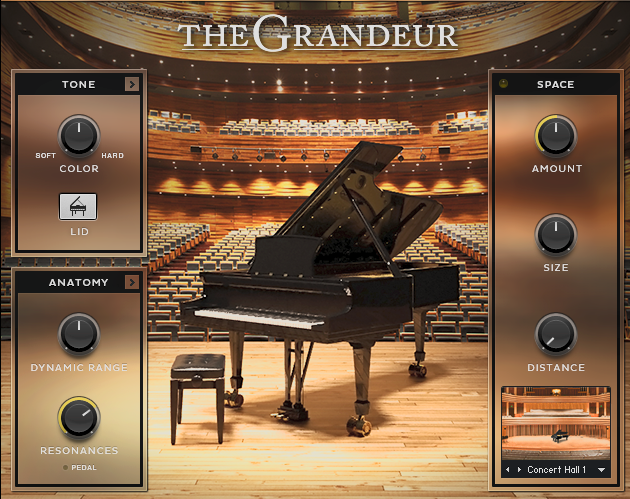 THE GRANDEUR
TONE
SOFT HARD
COLOR
LID
ANATOMY
DYNAMIC RANGE
RESONANCES
PEDAL
SPACE
AMOUNT
SIZE
DISTANCE
Concert Hall 1